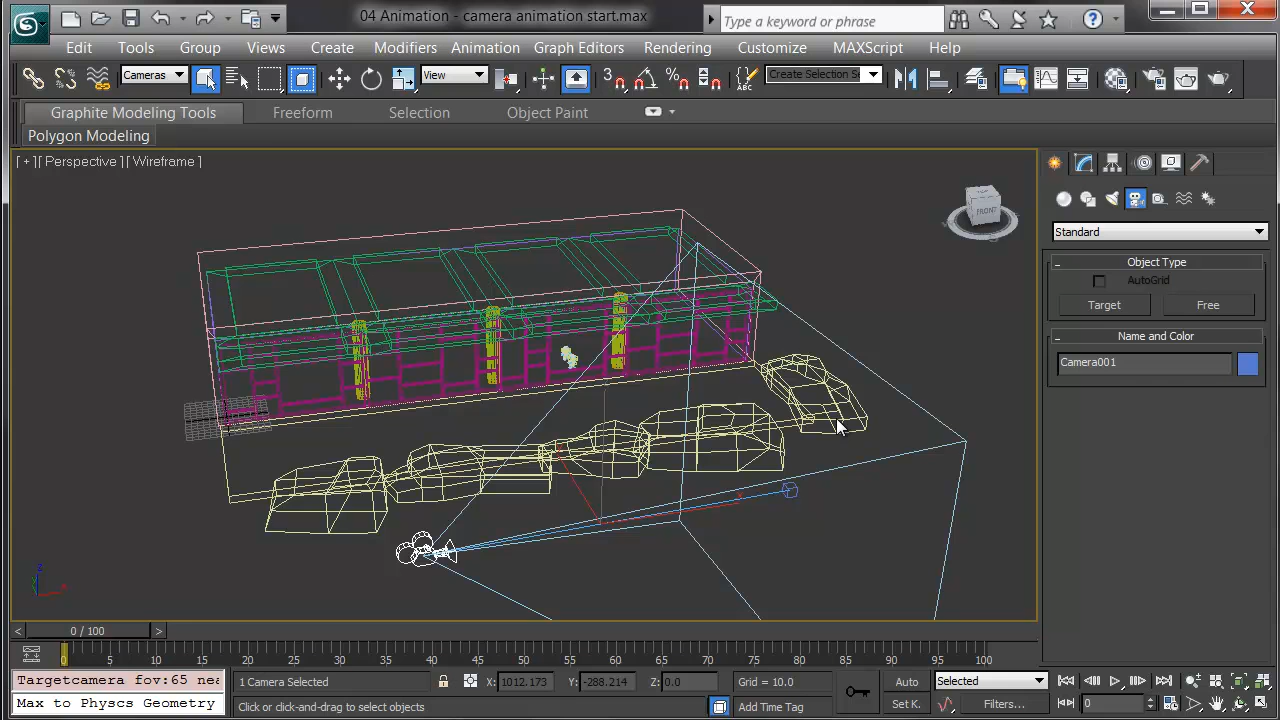 04 Animation - camera animation start.max
Type a keyword or phrase
Edit Tools Group Views Create Modifiers Animation Graph Editors Rendering Customize MAXScript Help
Cameras View Create Selection Se
Graphite Modeling Tools Freeform Selection Object Paint
Polygon Modeling
[ + ][ Perspective ][ Wireframe ]
FRONT
Standard
- Object Type
AutoGrid
Target Free
- Name and Color
Camera001
< 0 / 100 >
0 5 10 15 20 25 30 35 40 45 50 55 60 65 70 75 80 85 90 95 100
Targetcamera fov:65 nea 1 Camera Selected X: 1012.173 Y: -288.214 Z: 0.0 Grid = 10.0 Auto Selected
Max to Physcs Geometry Click or click-and-drag to select objects Add Time Tag Set K. Filters... 0